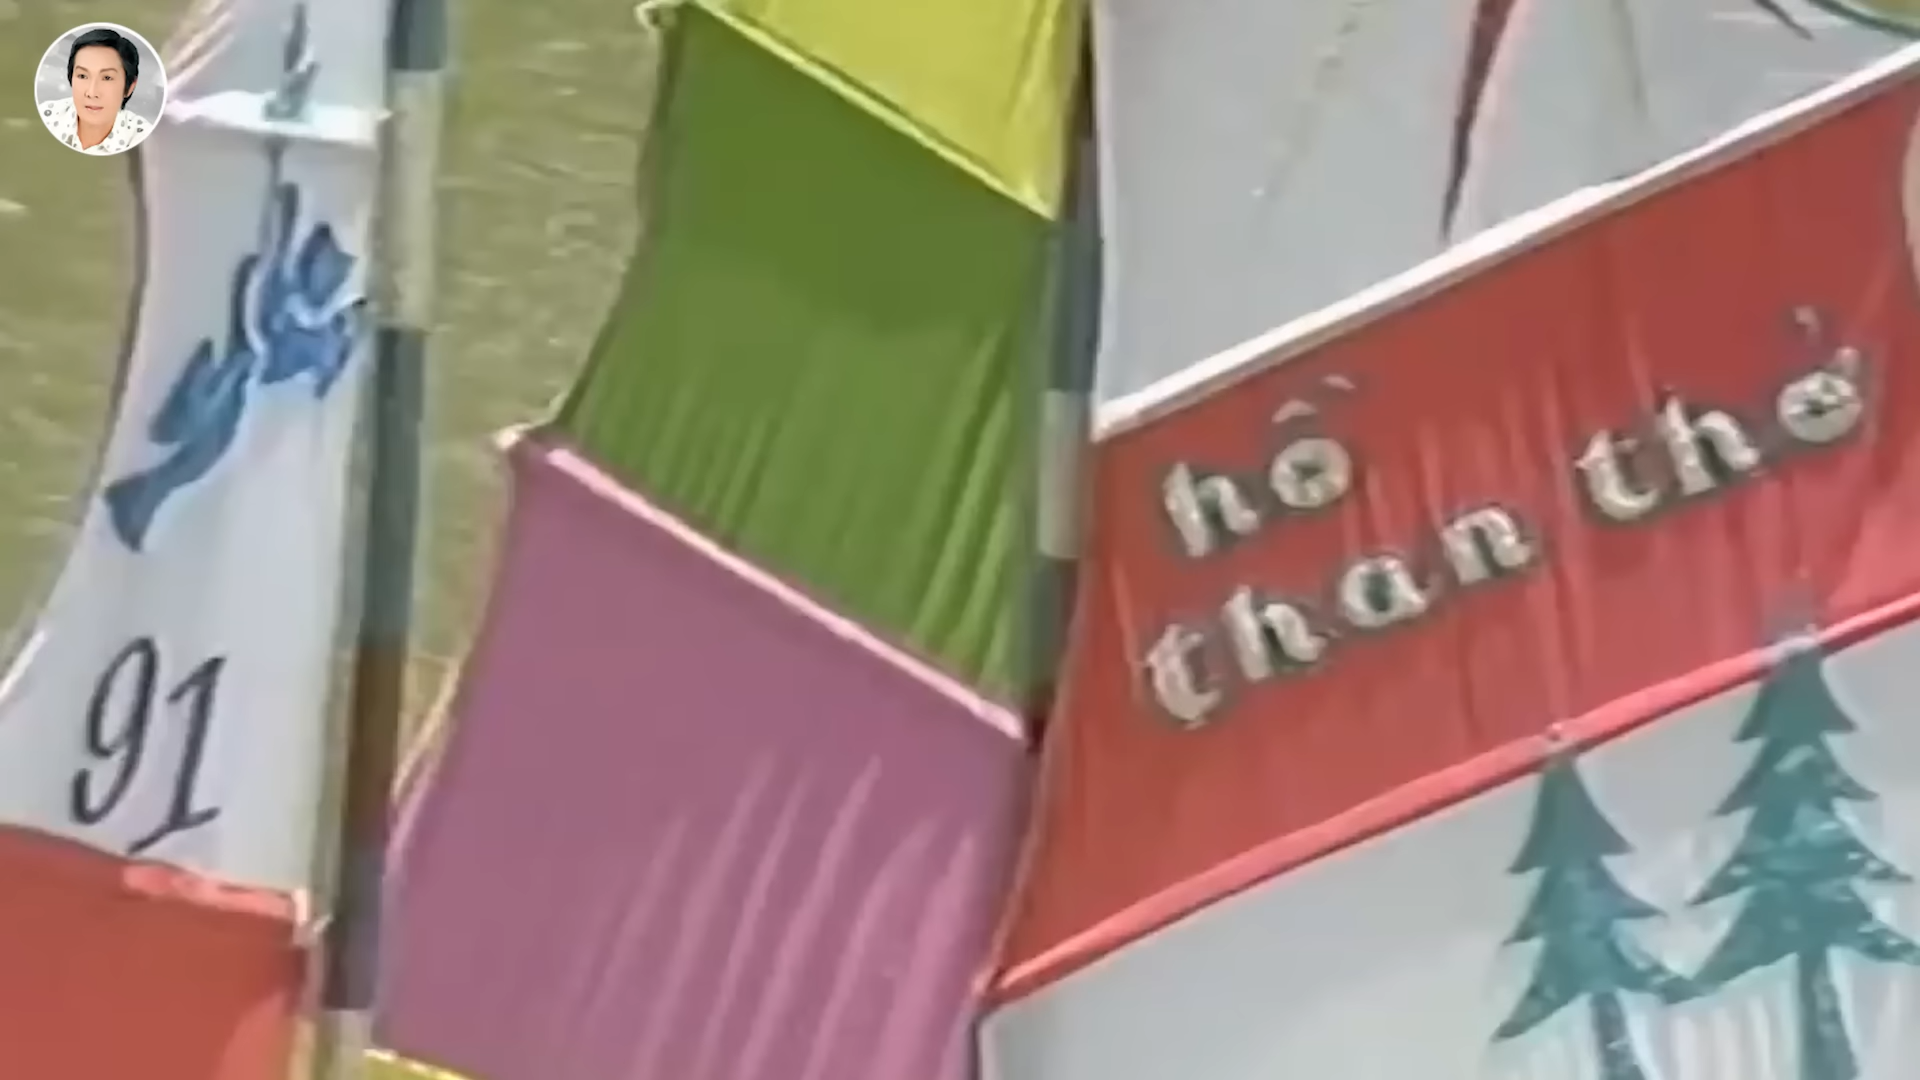 91
hồ
than thở